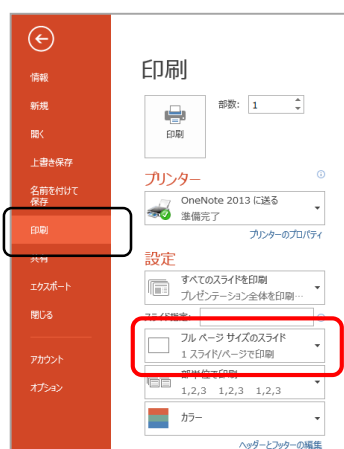 情報
新規
開く
上書き保存
名前を付けて
保存
印刷
共有
エクスポート
閉じる
アカウント
オプション
印刷
印刷
部数: 1
プリンター
OneNote 2013 に送る
準備完了
プリンターのプロパティ
設定
すべてのスライドを印刷
プレゼンテーション全体を印刷…
スライド指定:
フル ページ サイズのスライド
1 スライド/ページで印刷
部単位で印刷
1,2,3 1,2,3 1,2,3
カラー
ヘッダーとフッターの編集